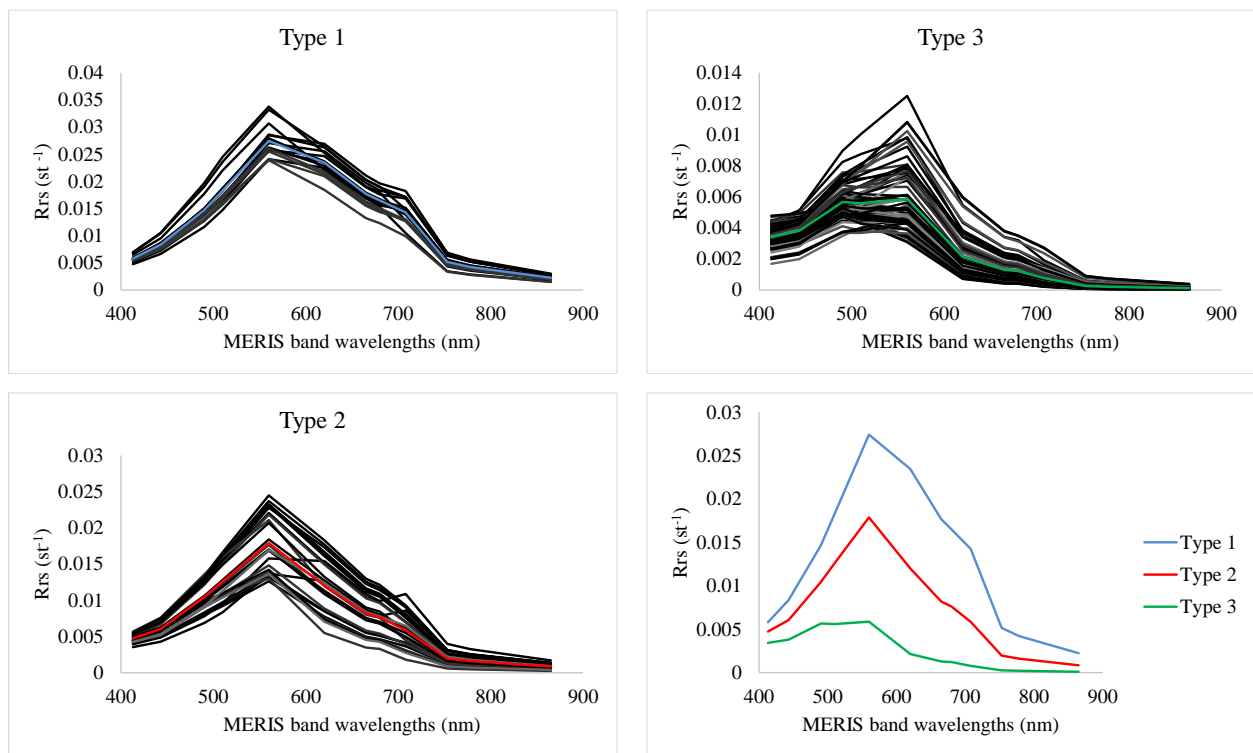 Type 1
Rrs (st -1)
0.04
0.035
0.03
0.025
0.02
0.015
0.01
0.005
0
400 500 600 700 800 900
MERIS band wavelengths (nm)
Type 3
Rrs (st -1)
0.014
0.012
0.01
0.008
0.006
0.004
0.002
0
400 500 600 700 800 900
MERIS band wavelengths (nm)
Type 2
Rrs (st-1)
0.03
0.025
0.02
0.015
0.01
0.005
0
400 500 600 700 800 900
MERIS band wavelengths (nm)
Rrs (st-1)
0.03
0.025
0.02
0.015
0.01
0.005
0
400 500 600 700 800 900
MERIS band wavelengths (nm)
Type 1
Type 2
Type 3